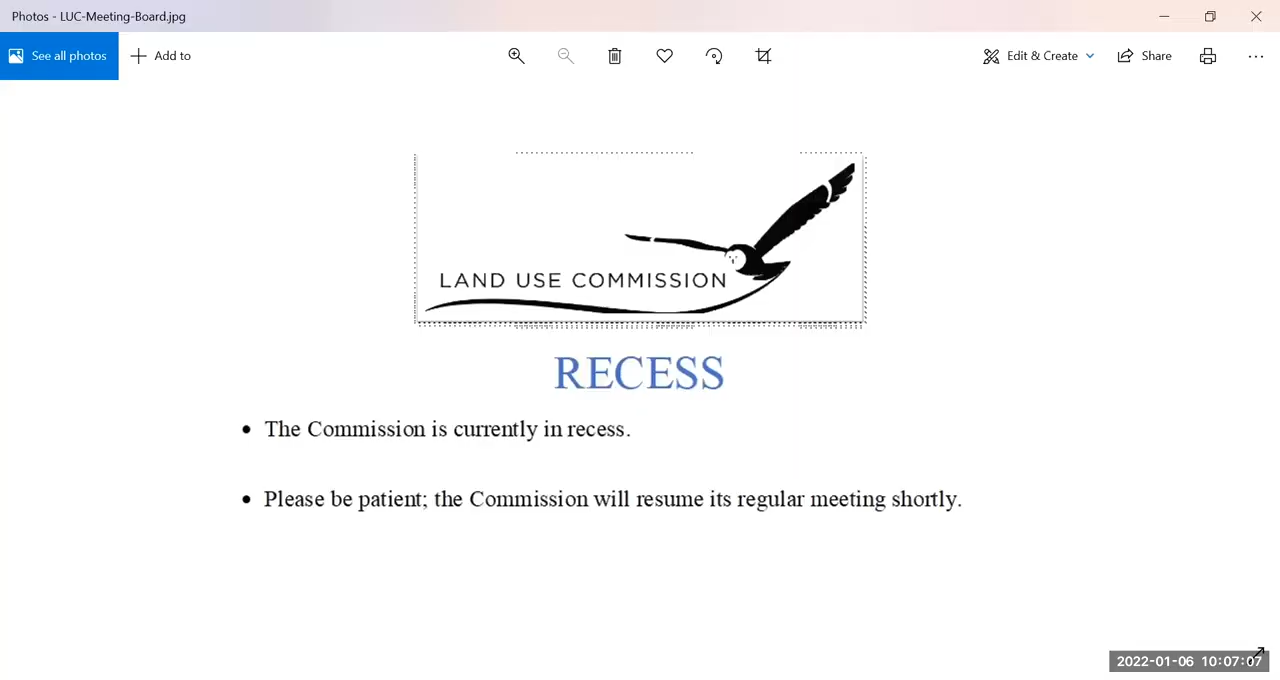 Photos - LUC-Meeting-Board.jpg
See all photos
Add to
Edit & Create
Share
LAND USE COMMISSION
RECESS
• The Commission is currently in recess.
• Please be patient; the Commission will resume its regular meeting shortly.
2022-01-06 10:07:07